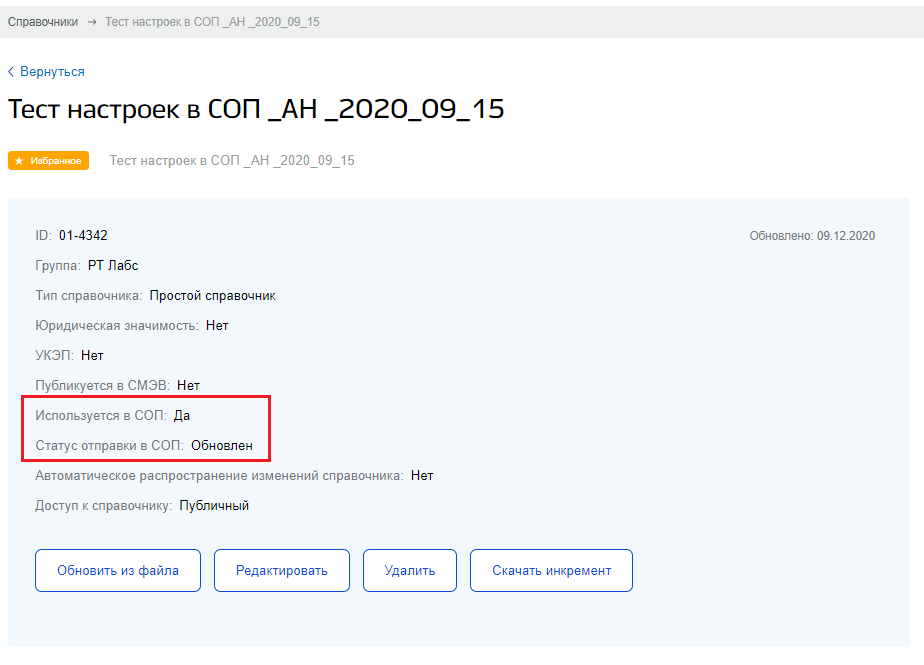 Справочники → Тест настроек в СОП _АН _2020_09_15
Вернуться
Тест настроек в СОП _АН _2020_09_15
Избранное Тест настроек в СОП _АН _2020_09_15
ID: 01-4342 Обновлено: 09.12.2020
Группа: РТ Лабс
Тип справочника: Простой справочник
Юридическая значимость: Нет
УКЭП: Нет
Публикуется в СМЭВ: Нет
Используется в СОП: Да
Статус отправки в СОП: Обновлен
Автоматическое распространение изменений справочника: Нет
Доступ к справочнику: Публичный
Обновить из файла Редактировать Удалить Скачать инкремент